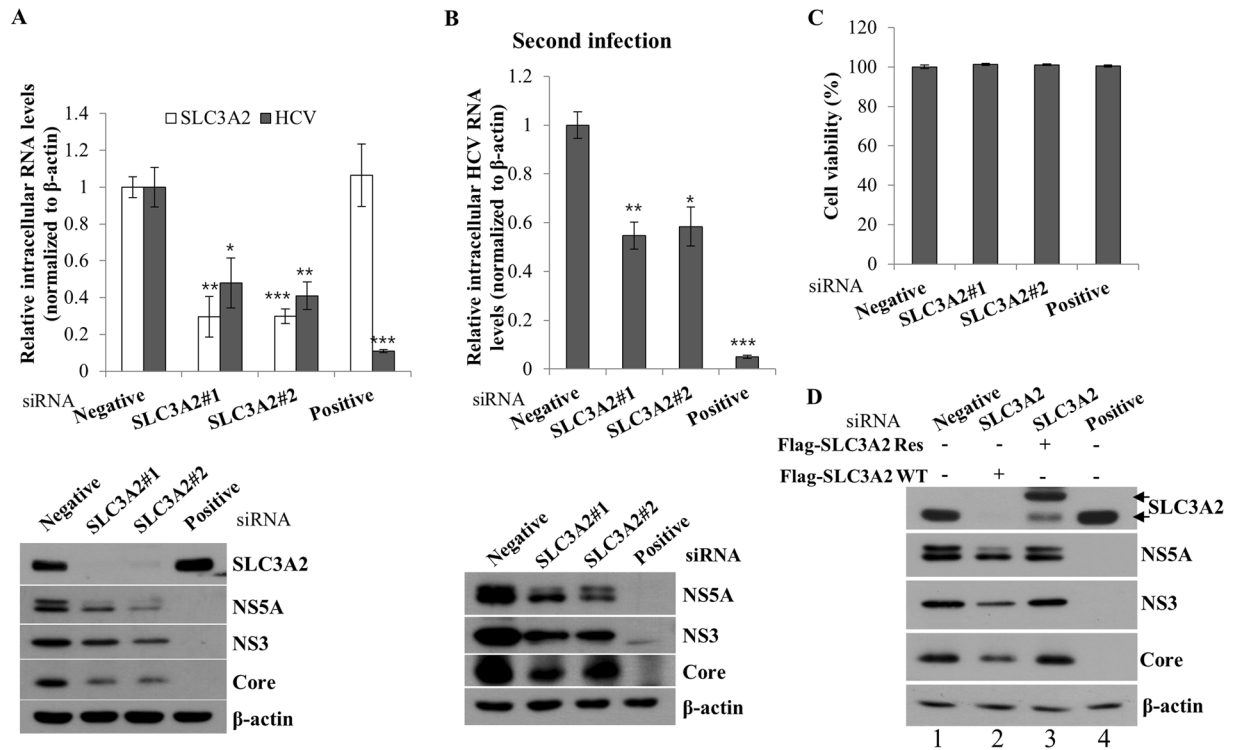 A
Relative intracellular RNA levels
(normalized to β-actin)
1.4
1.2
1
0.8
0.6
0.4
0.2
0
SLC3A2 HCV
** * *** ** ***
siRNA Negative SLC3A2#1 SLC3A2#2 Positive
Negative SLC3A2#1 SLC3A2#2 Positive siRNA
SLC3A2
NS5A
NS3
Core
β-actin
B
Second infection
Relative intracellular HCV RNA
levels (normalized to β-actin)
1.2
1
0.8
0.6
0.4
0.2
0
** * ***
siRNA Negative SLC3A2#1 SLC3A2#2 Positive
Negative SLC3A2#1 SLC3A2#2 Positive siRNA
NS5A
NS3
Core
β-actin
C
Cell viability (%)
120
100
80
60
40
20
0
siRNA Negative SLC3A2#1 SLC3A2#2 Positive
D
siRNA Negative SLC3A2 SLC3A2 Positive
Flag-SLC3A2 Res - - + -
Flag-SLC3A2 WT - + - -
SLC3A2
NS5A
NS3
Core
β-actin
1 2 3 4